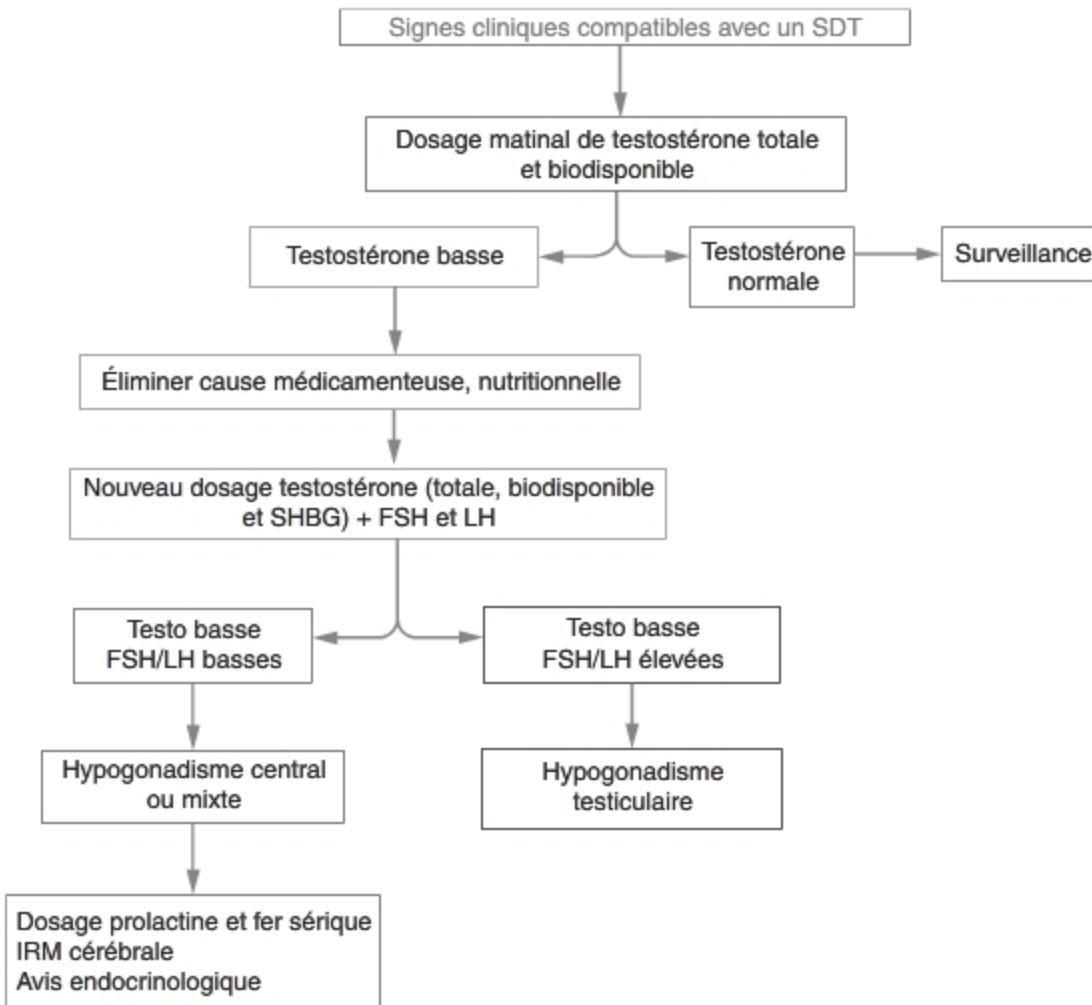 Signes cliniques compatibles avec un SDT
Dosage matinal de testostérone totale
et biodisponible
Testostérone basse
Testostérone
normale
Surveillance
Éliminer cause médicamenteuse, nutritionnelle
Nouveau dosage testostérone (totale, biodisponible
et SHBG) + FSH et LH
Testo basse
FSH/LH basses
Testo basse
FSH/LH élevées
Hypogonadisme central
ou mixte
Hypogonadisme
testiculaire
Dosage prolactine et fer sérique
IRM cérébrale
Avis endocrinologique